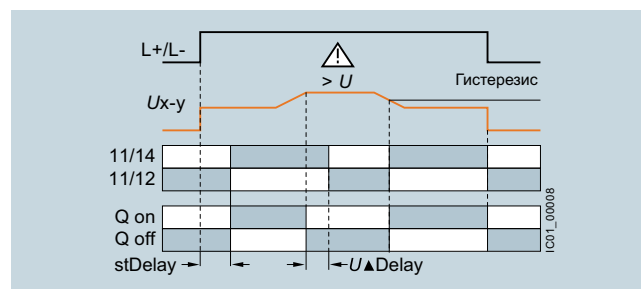 L+/L-
> U
Гистерезис
Ux-y
11/14
11/12
Q on
Q off
stDelay
U▲Delay
IC01_00008